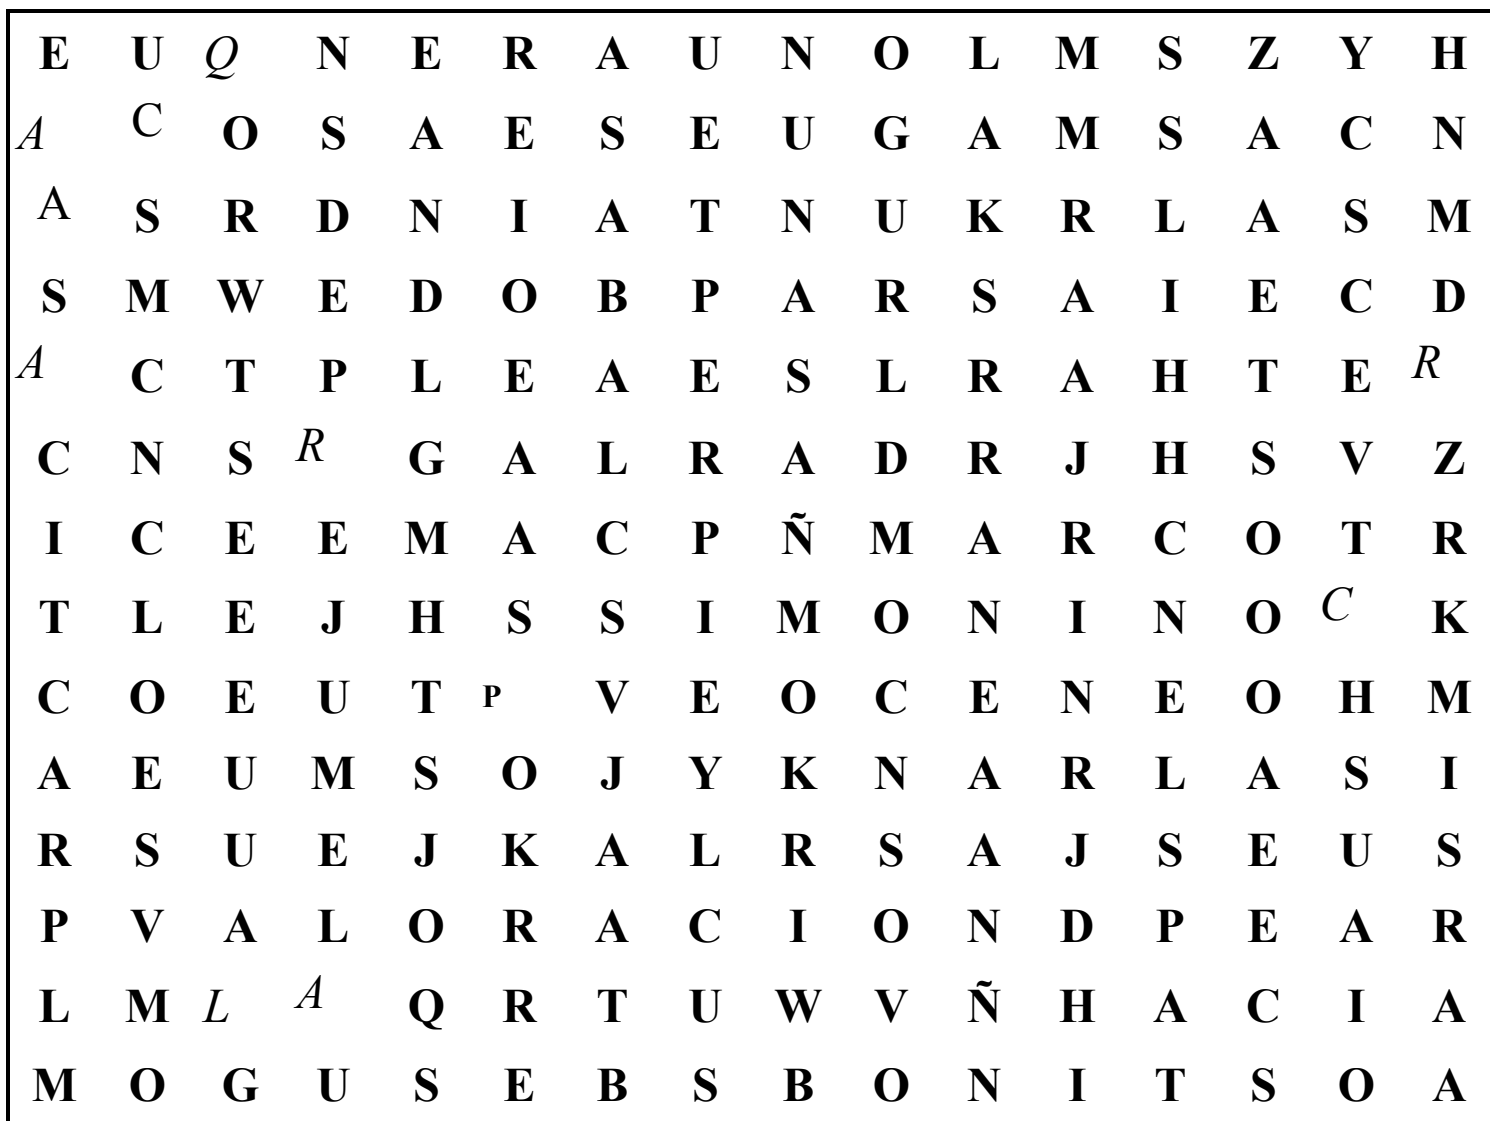 E U Q N E R A U N O L M S Z Y H
A C O S A E S E U G A M S A C N
A S R D N I A T N U K R L A S M
S M W E D O B P A R S A I E C D
A C T P L E A E S L R A H T E R
C N S R G A L R A D R J H S V Z
I C E E M A C P Ñ M A R C O T R
T L E J H S S I M O N I N O C K
C O E U T P V E O C E N E O H M
A E U M S O J Y K N A R L A S I
R S U E J K A L R S A J S E U S
P V A L O R A C I O N D P E A R
L M L A Q R T U W V Ñ H A C I A
M O G U S E B S B O N I T S O A